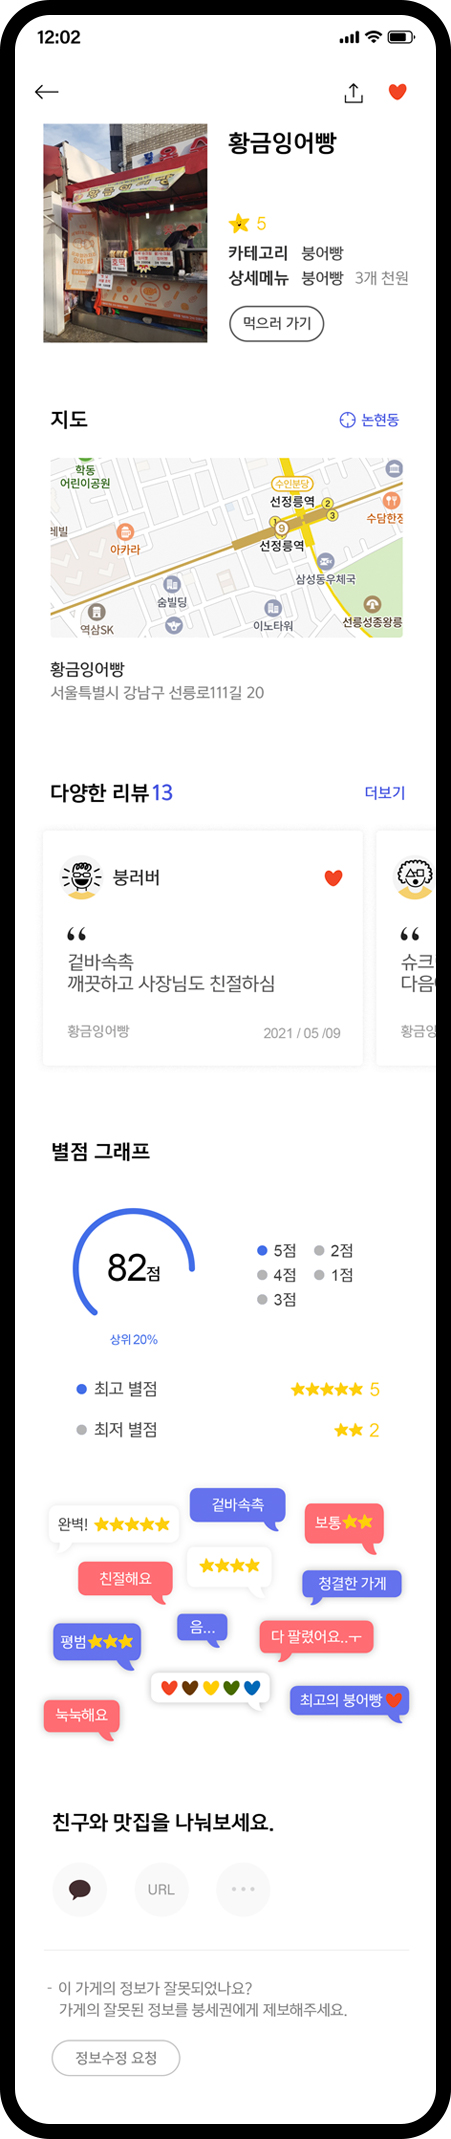 12:02
황금잉어빵
5
카테고리 붕어빵
상세메뉴 붕어빵 3개 천원
먹으러 가기
지도
논현동
학동
어린이공원
수인분당
선정릉역
2
3
1
9
수담한정
레빌
아카라
선정릉역
삼성동우체국
숨빌딩
이노타워
선릉성종왕릉
역삼SK
황금잉어빵
서울특별시 강남구 선릉로111길 20
다양한 리뷰 13
더보기
붕러버
“
겉바속촉
깨끗하고 사장님도 친절하심
황금잉어빵
2021 / 05 /09
“
슈크
다음
황금잉
별점 그래프
82점
상위 20%
5점 2점
4점 1점
3점
최고 별점 5
최저 별점 2
겉바속촉
완벽!
보통
친절해요
청결한 가게
평범
음...
다 팔렸어요..ㅜ
최고의 붕어빵
눅눅해요
친구와 맛집을 나눠보세요.
URL
- 이 가게의 정보가 잘못되었나요?
가게의 잘못된 정보를 붕세권에게 제보해주세요.
정보수정 요청